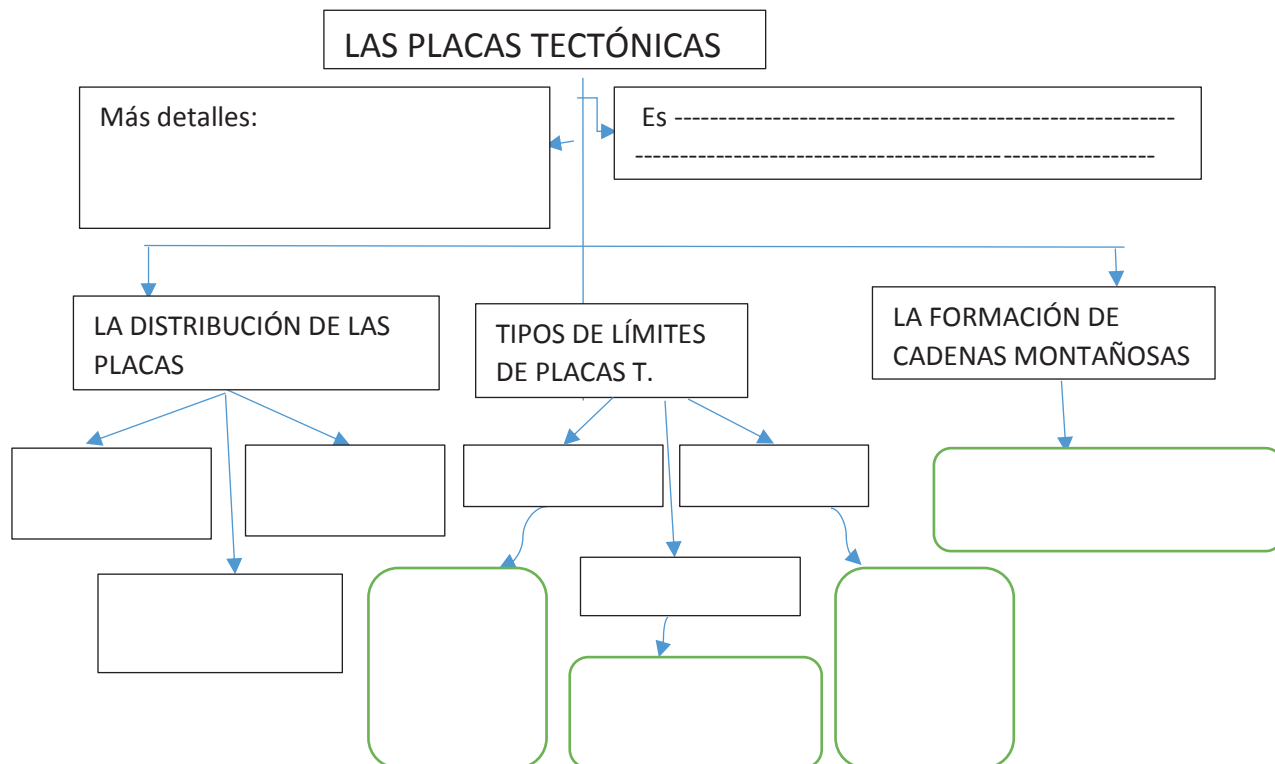 LAS PLACAS TECTÓNICAS
Más detalles:
Es --------------------------------------------------------
----------------------------------------------------------
LA DISTRIBUCIÓN DE LAS
PLACAS
TIPOS DE LÍMITES
DE PLACAS T.
LA FORMACIÓN DE
CADENAS MONTAÑOSAS